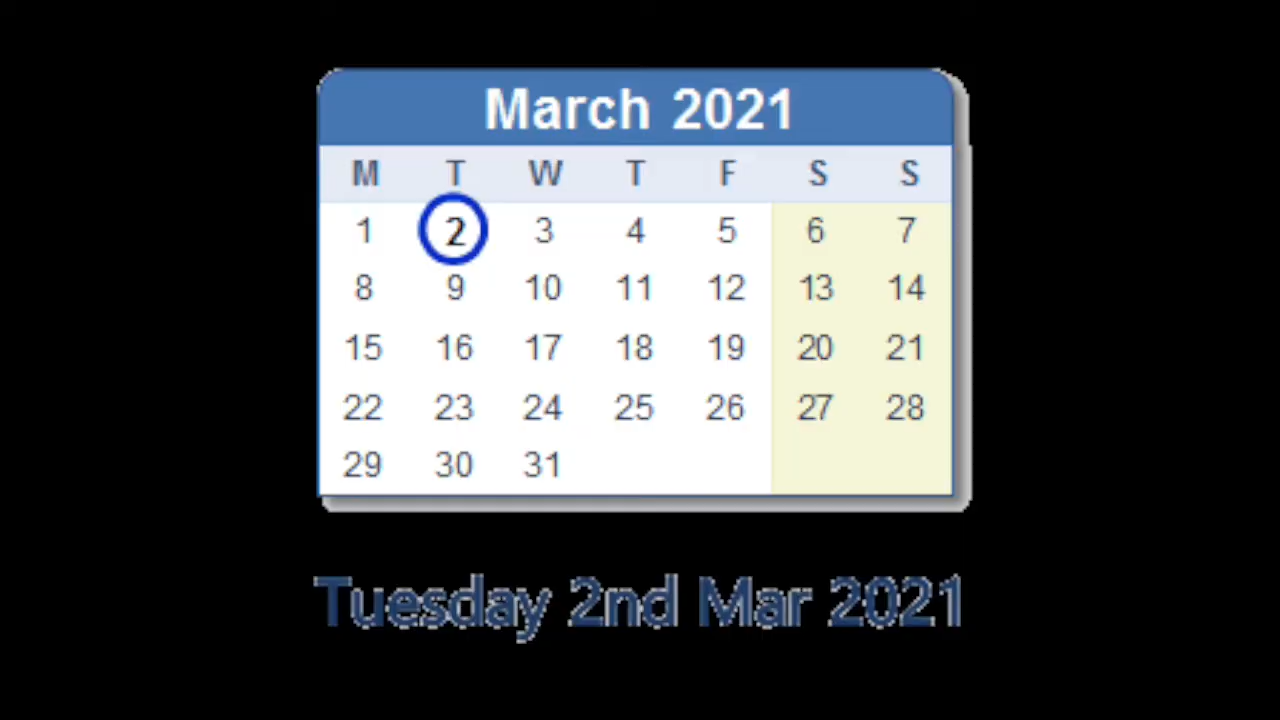 March 2021
M T W T F S S
1 2 3 4 5 6 7
8 9 10 11 12 13 14
15 16 17 18 19 20 21
22 23 24 25 26 27 28
29 30 31
Tuesday 2nd Mar 2021